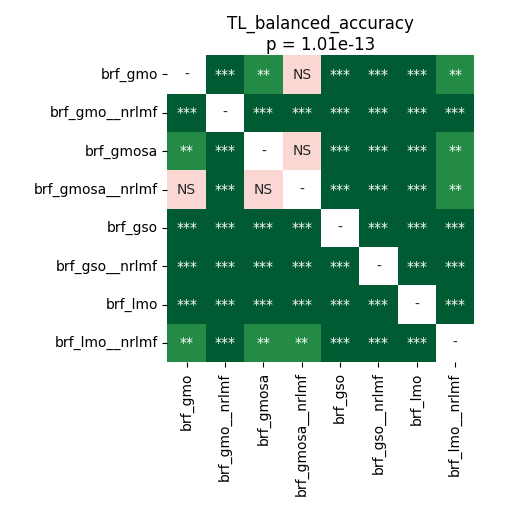 TL_balanced_accuracy
p = 1.01e-13
brf_gmo - *** ** NS *** *** *** **
brf_gmo__nrlmf *** - *** *** *** *** *** ***
brf_gmosa ** *** - NS *** *** *** **
brf_gmosa__nrlmf NS *** NS - *** *** *** **
brf_gso *** *** *** *** - *** *** ***
brf_gso__nrlmf *** *** *** *** *** - *** ***
brf_lmo *** *** *** *** *** *** - ***
brf_lmo__nrlmf ** *** ** ** *** *** *** -
brf_gmo
brf_gmo__nrlmf
brf_gmosa
brf_gmosa__nrlmf
brf_gso
brf_gso__nrlmf
brf_lmo
brf_lmo__nrlmf